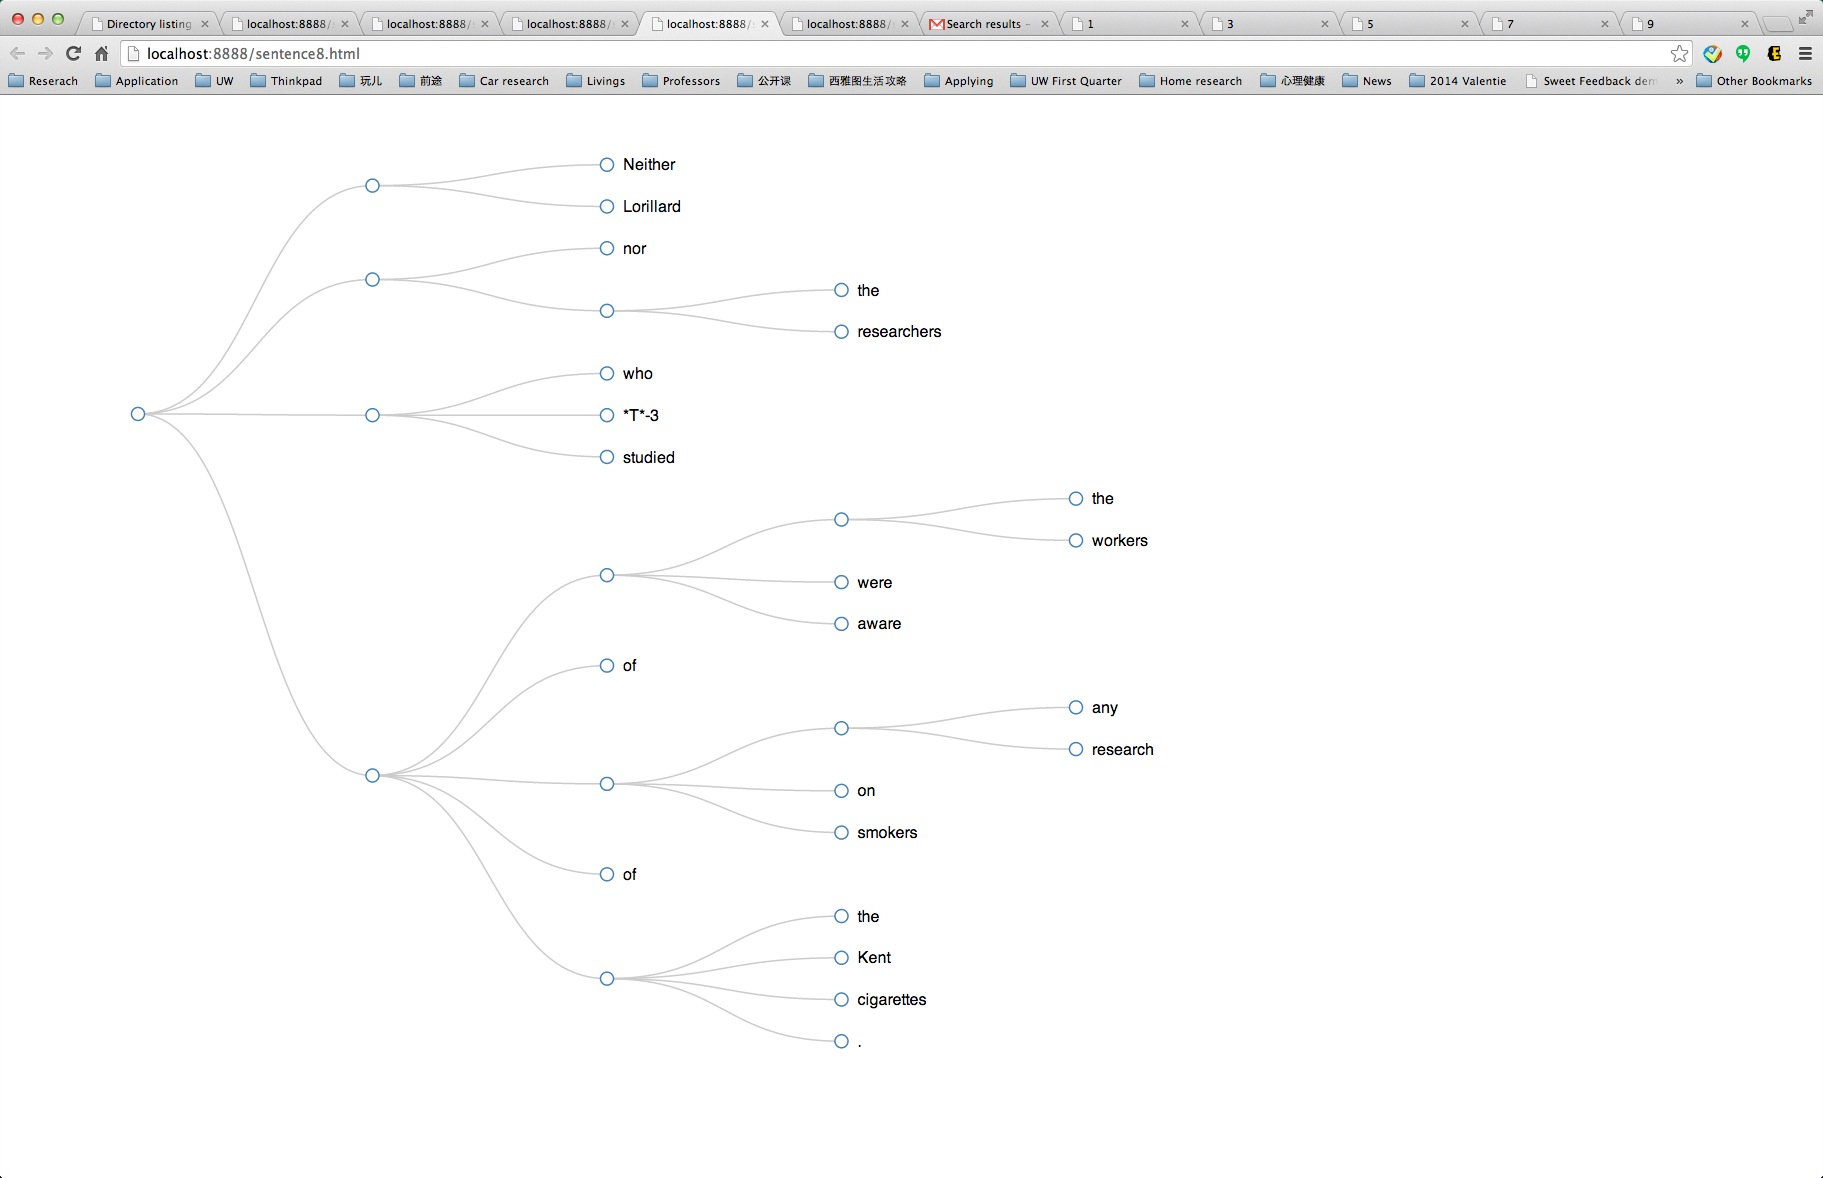 Directory listing
localhost:8888/
localhost:8888/
localhost:8888/
localhost:8888/
localhost:8888/
Search results -
1
3
5
7
9
localhost:8888/sentence8.html
Reserach
Application
UW
Thinkpad
玩儿
前途
Car research
Livings
Professors
公开课
西雅图生活攻略
Applying
UW First Quarter
Home research
心理健康
News
2014 Valentie
Sweet Feedback dem
»
Other Bookmarks
Neither
Lorillard
nor
the
researchers
who
*T*-3
studied
the
workers
were
aware
of
any
research
on
smokers
of
the
Kent
cigarettes
.